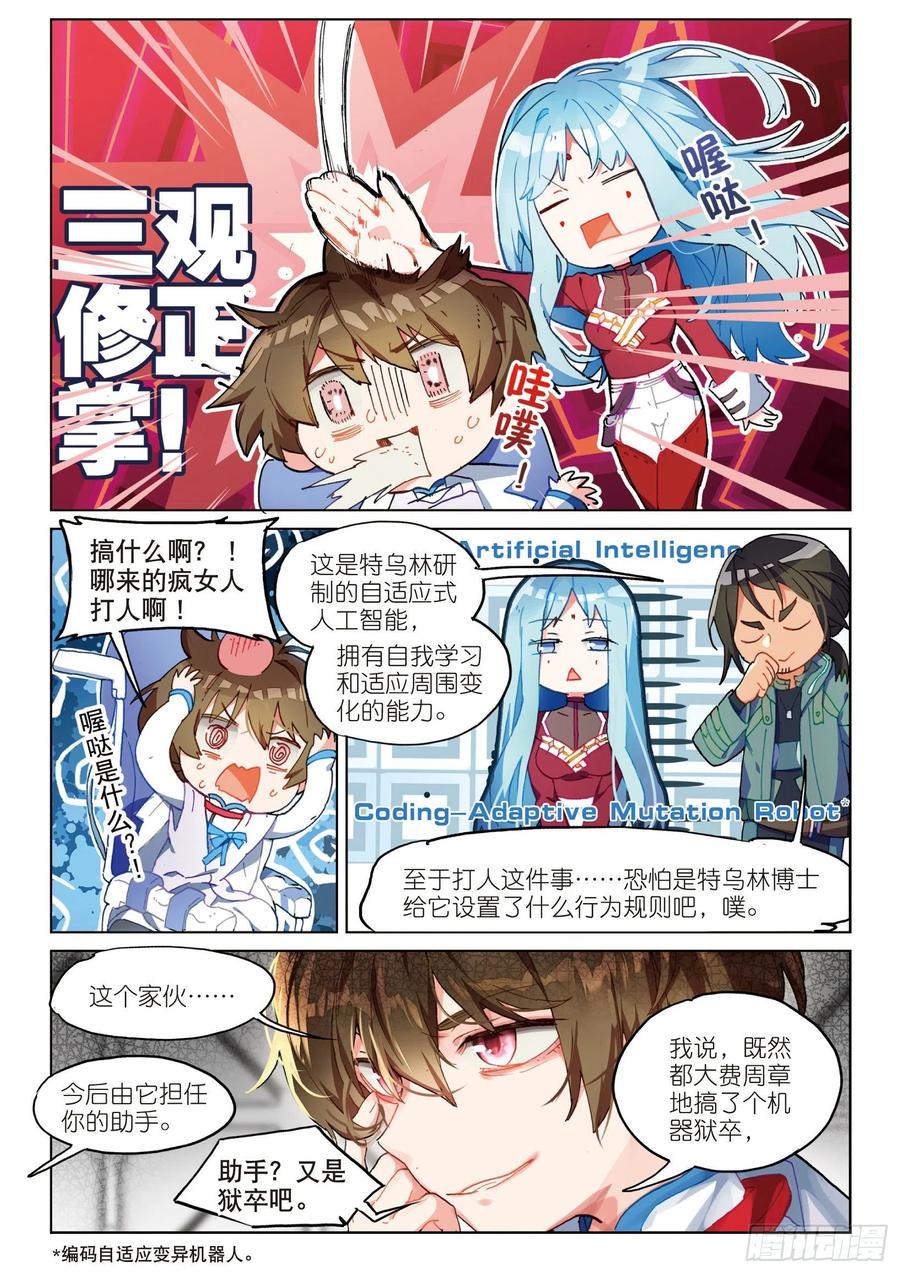 三观
修正
掌！
喔哒！
哇噗！
搞什么啊？！
哪来的疯女人
打人啊！
喔哒是什么？！
这是特乌林研
制的自适应式
人工智能，
拥有自我学习
和适应周围变
化的能力。
Artificial Intelligenc
Coding-Adaptive Mutation Robot*
至于打人这件事……恐怕是特乌林博士
给它设置了什么行为规则吧，噗。
这个家伙……
今后由它担任
你的助手。
助手？又是
狱卒吧。
我说，既然
都大费周章
地搞了个机
器狱卒，
*编码自适应变异机器人。
腾讯动漫